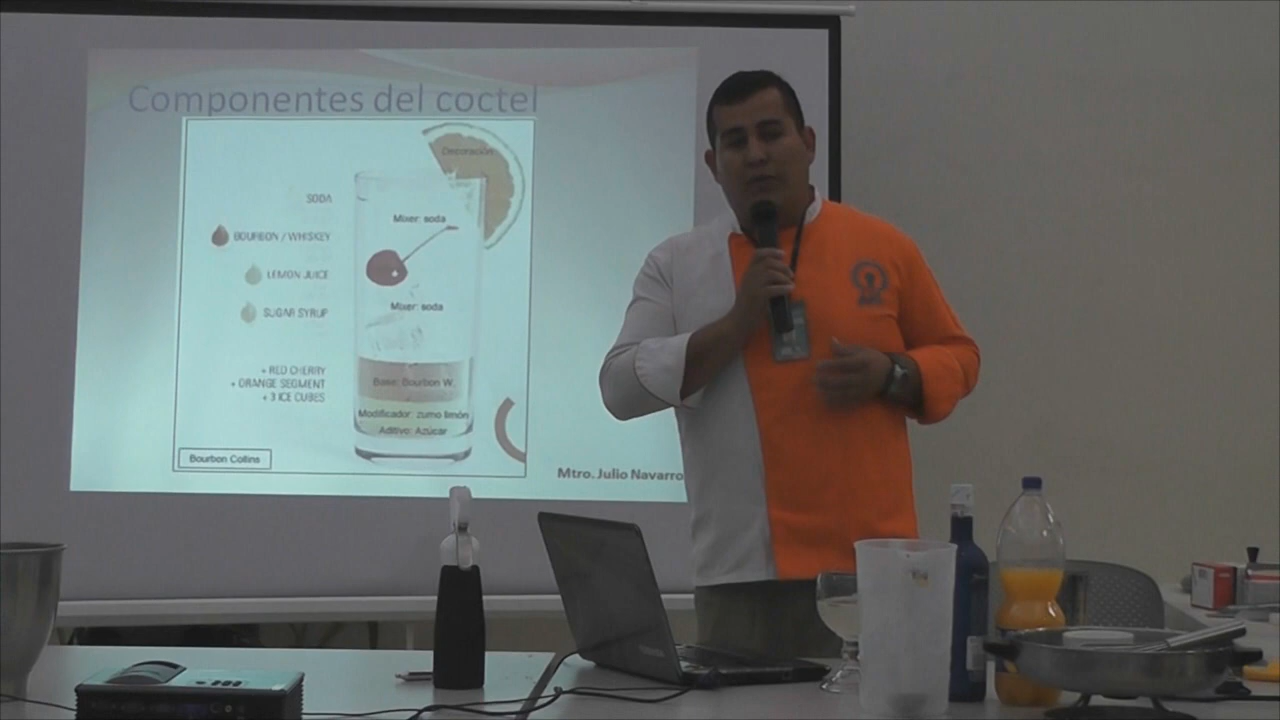 Componentes del coctel
Decoración
SODA
Mixer: soda
BOURBON / WHISKEY
LEMON JUICE
Mixer: soda
SUGAR SYRUP
+ RED CHERRY
+ ORANGE SEGMENT
+ 3 ICE CUBES
Base: Bourbon W.
Modificador: zumo limón
Aditivo: Azúcar
Bourbon Collins
Mtro. Julio Navarro